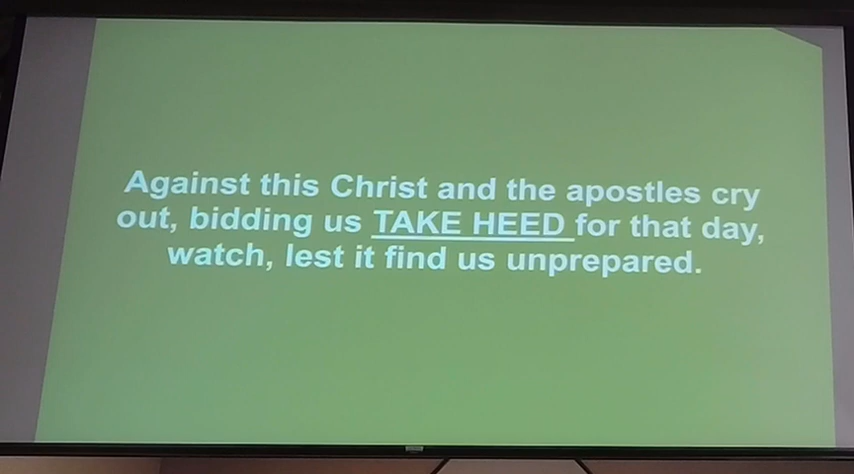 Against this Christ and the apostles cry
out, bidding us TAKE HEED for that day,
watch, lest it find us unprepared.